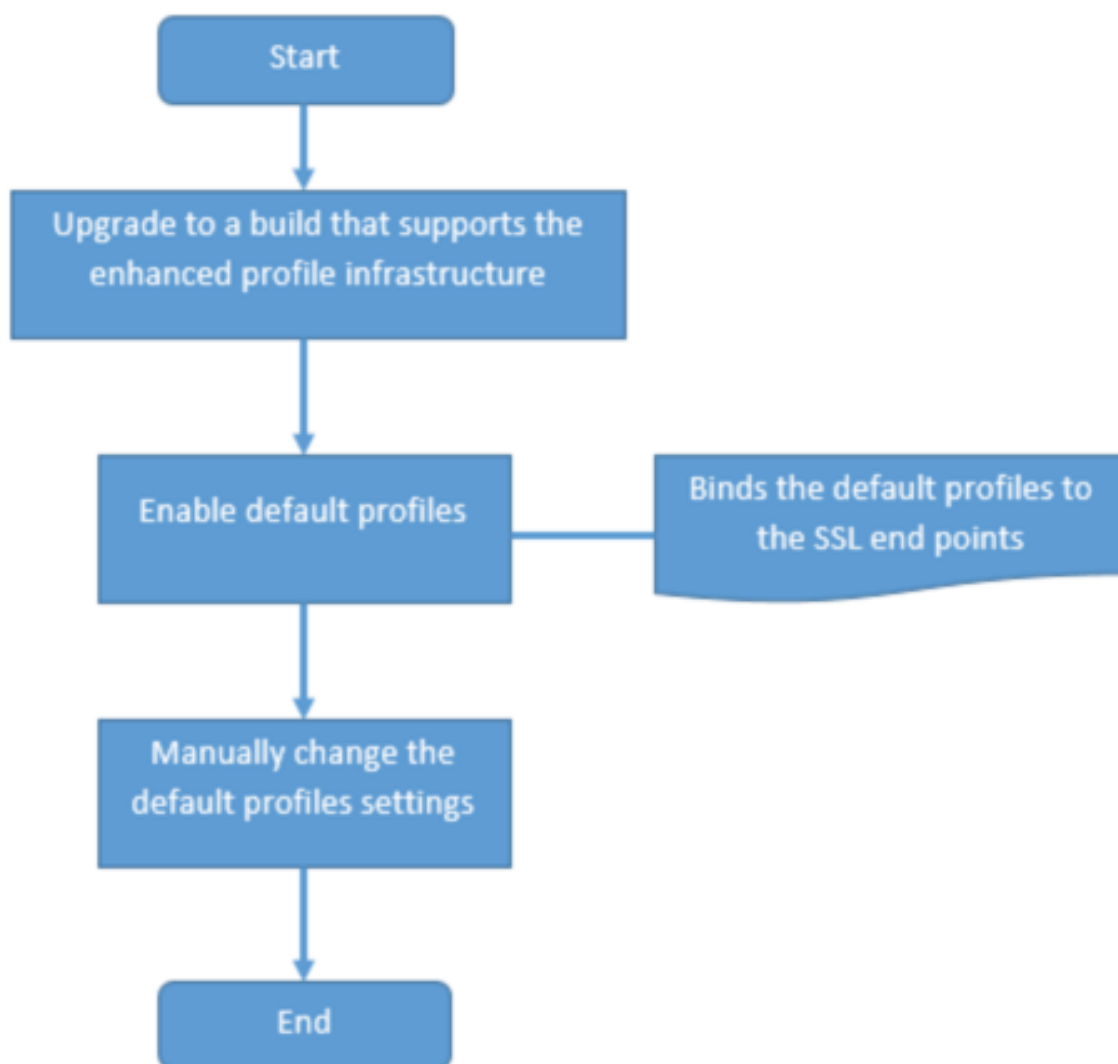 Start
Upgrade to a build that supports the
enhanced profile infrastructure
Enable default profiles
Binds the default profiles to
the SSL end points
Manually change the
default profiles settings
End